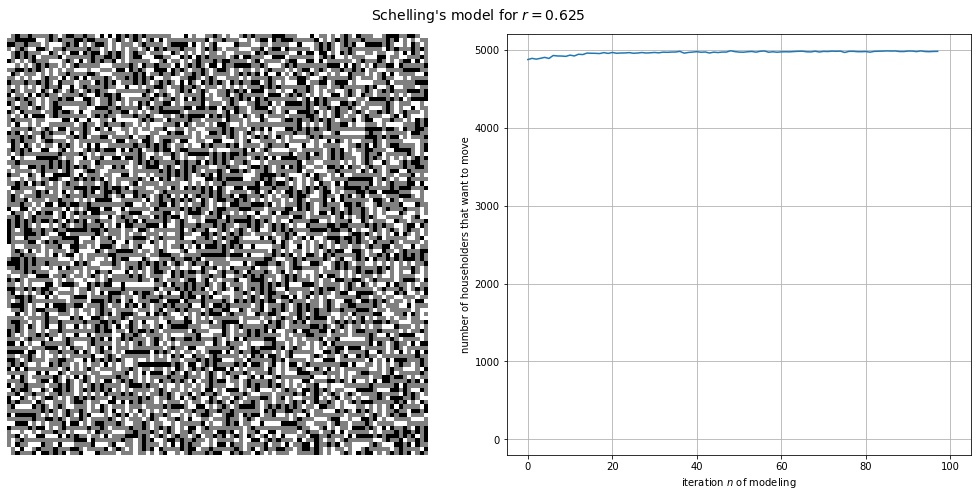 Schelling's model for r = 0.625
number of householders that want to move
5000
4000
3000
2000
1000
0
0 20 40 60 80 100
iteration n of modeling